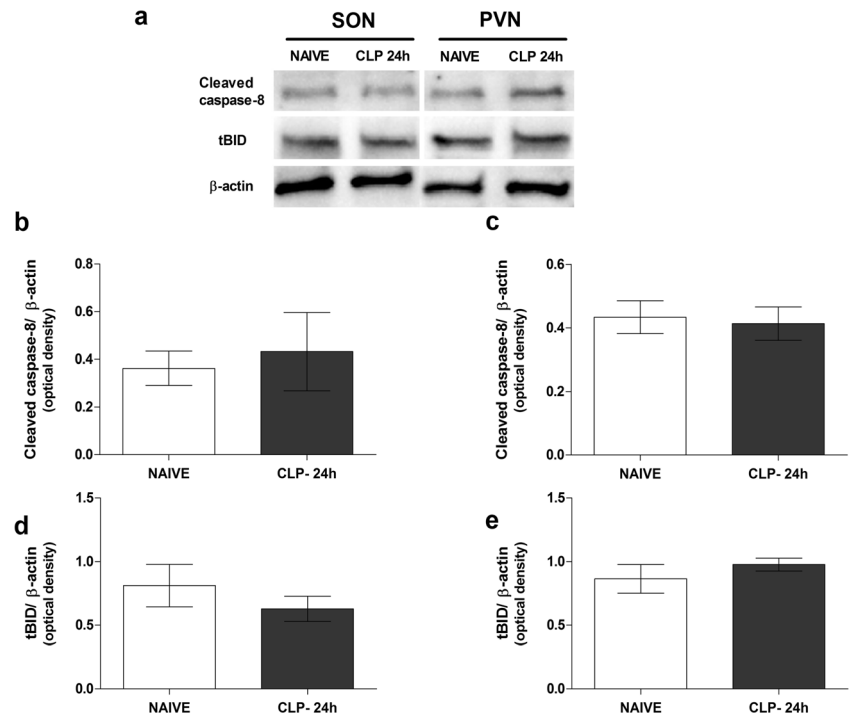 a
SON PVN
NAIVE CLP 24h NAIVE CLP 24h
Cleaved
caspase-8
tBID
β-actin
b
Cleaved caspase-8/ β-actin
(optical density)
0.8
0.6
0.4
0.2
0.0
NAIVE CLP- 24h
c
Cleaved caspase-8/ β-actin
(optical density)
0.6
0.4
0.2
0.0
NAIVE CLP- 24h
d
tBID/ β-actin
(optical density)
1.5
1.0
0.5
0.0
NAIVE CLP- 24h
e
tBID/ β-actin
(optical density)
1.5
1.0
0.5
0.0
NAIVE CLP- 24h